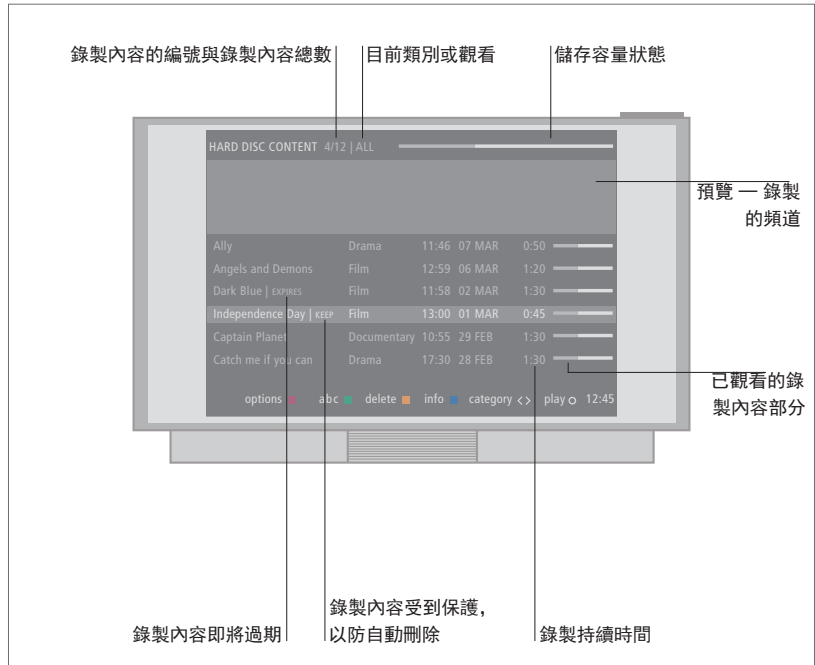 錄製內容的編號與錄製內容總數
目前類別或觀看
儲存容量狀態
HARD DISC CONTENT 4/12 | ALL
預覽 — 錄製
的頻道
Ally Drama 11:46 07 MAR 0:50
Angels and Demons Film 12:59 06 MAR 1:20
Dark Blue | EXPIRES Film 11:58 02 MAR 1:30
Independence Day | KEEP Film 13:00 01 MAR 0:45
Captain Planet Documentary 10:55 29 FEB 1:30
Catch me if you can Drama 17:30 28 FEB 1:30
已觀看的錄
製內容部分
options abc delete info category <> play 12:45
錄製內容即將過期
錄製內容受到保護，
以防自動刪除
錄製持續時間